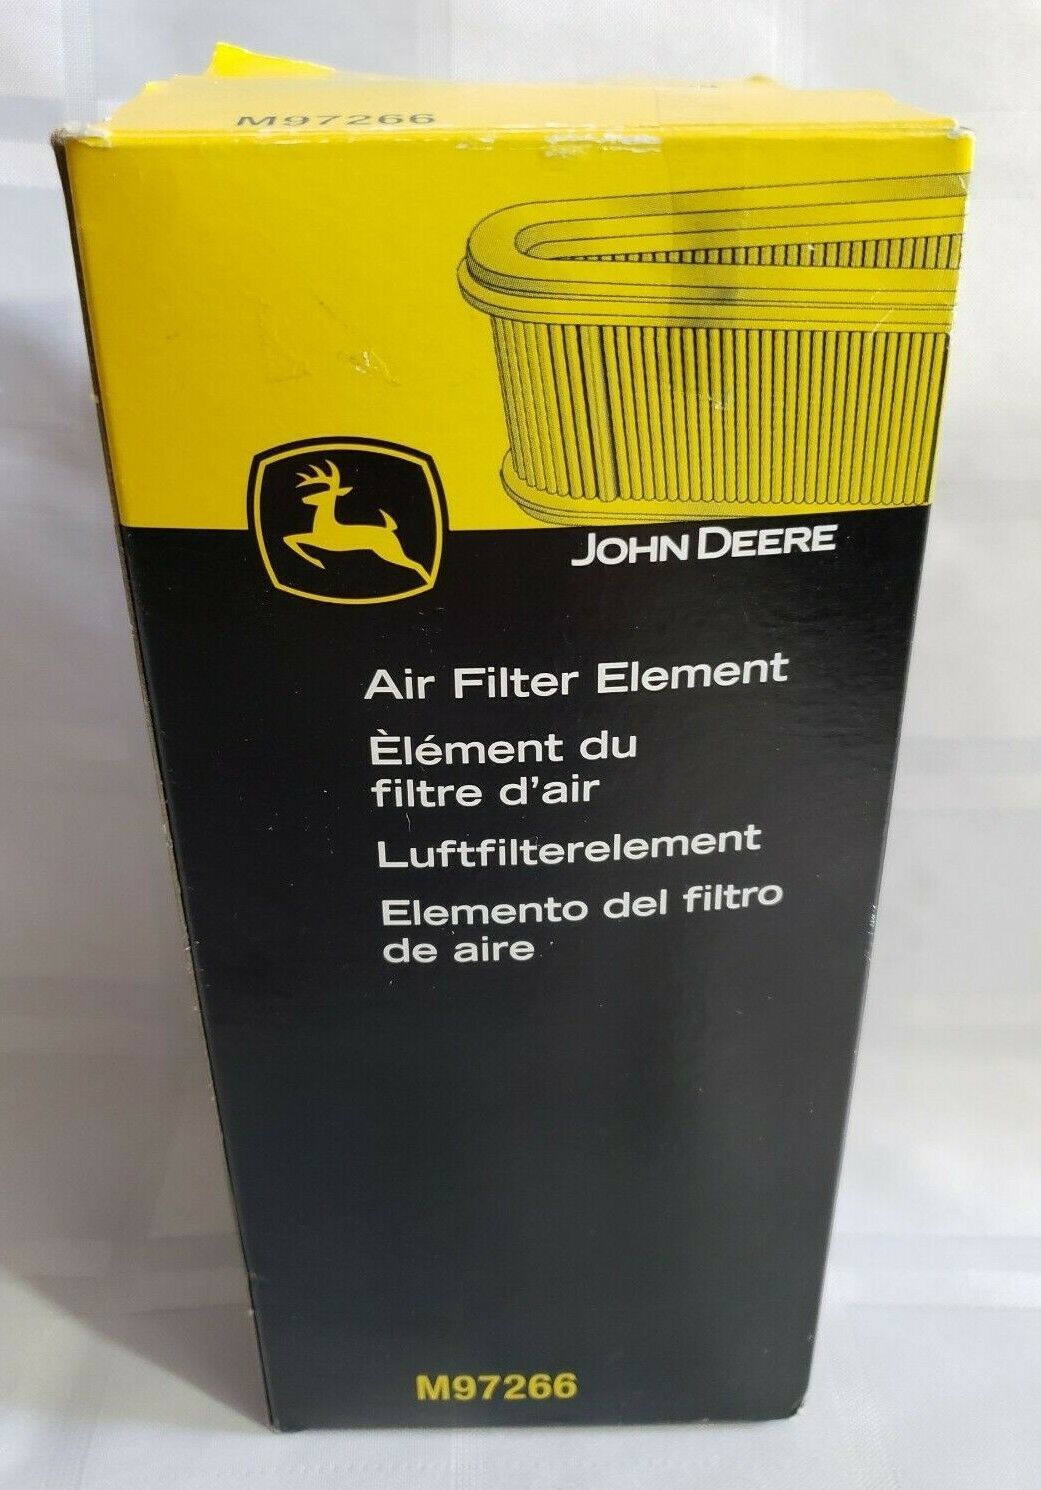 M97266
JOHN DEERE
Air Filter Element
Èlément du
filtre d'air
Luftfilterelement
Elemento del filtro
de aire
M97266